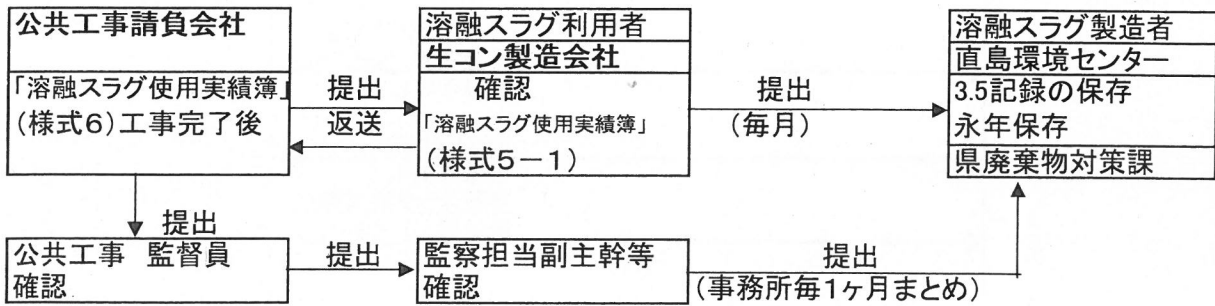 公共工事請負会社
「溶融スラグ使用実績簿」
(様式6)工事完了後
提出
返送
溶融スラグ利用者
生コン製造会社
確認
「溶融スラグ使用実績簿」
(様式5－1)
提出
(毎月)
溶融スラグ製造者
直島環境センター
3.5記録の保存
永年保存
県廃棄物対策課
提出
公共工事　監督員
確認
提出
監察担当副主幹等
確認
提出
(事務所毎1ヶ月まとめ)